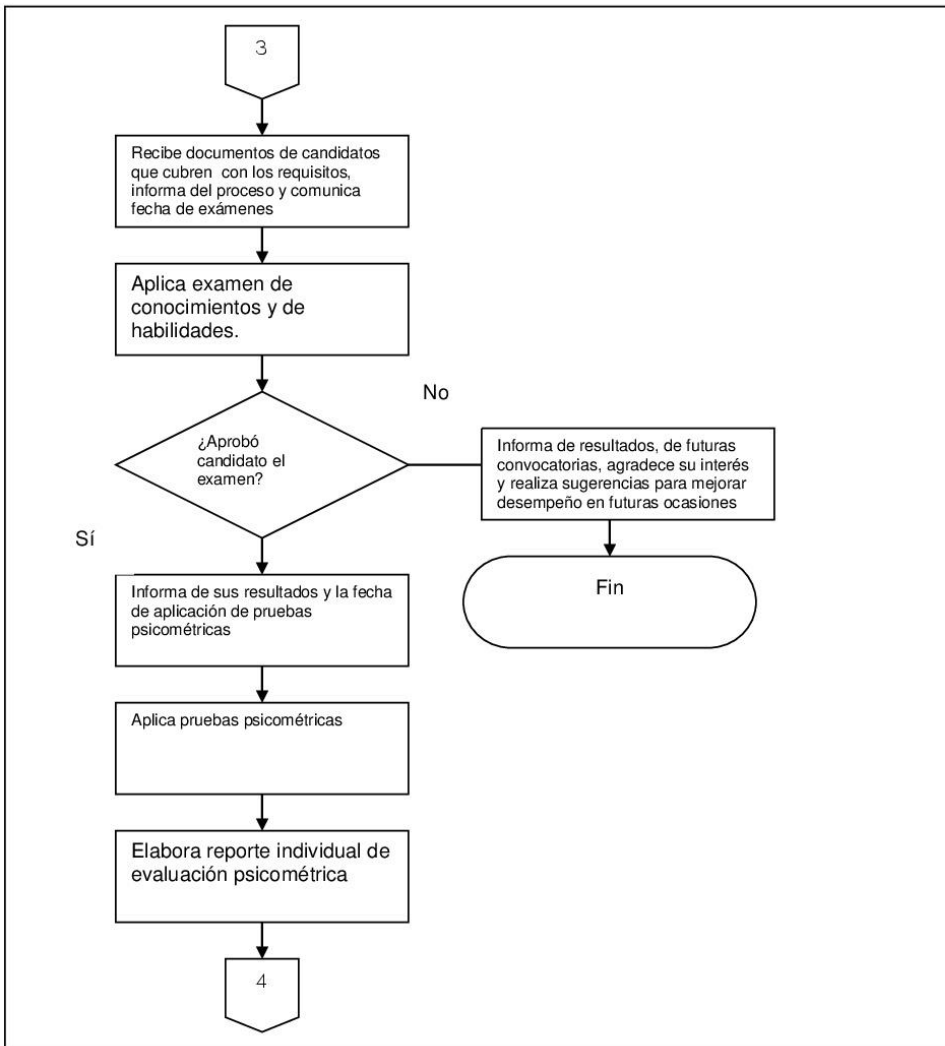 3
Recibe documentos de candidatos
que cubren con los requisitos,
informa del proceso y comunica
fecha de exámenes
Aplica examen de
conocimientos y de
habilidades.
No
¿Aprobó
candidato el
examen?
Informa de resultados, de futuras
convocatorias, agradece su interés
y realiza sugerencias para mejorar
desempeño en futuras ocasiones
Sí
Fin
Informa de sus resultados y la fecha
de aplicación de pruebas
psicométricas
Aplica pruebas psicométricas
Elabora reporte individual de
evaluación psicométrica
4